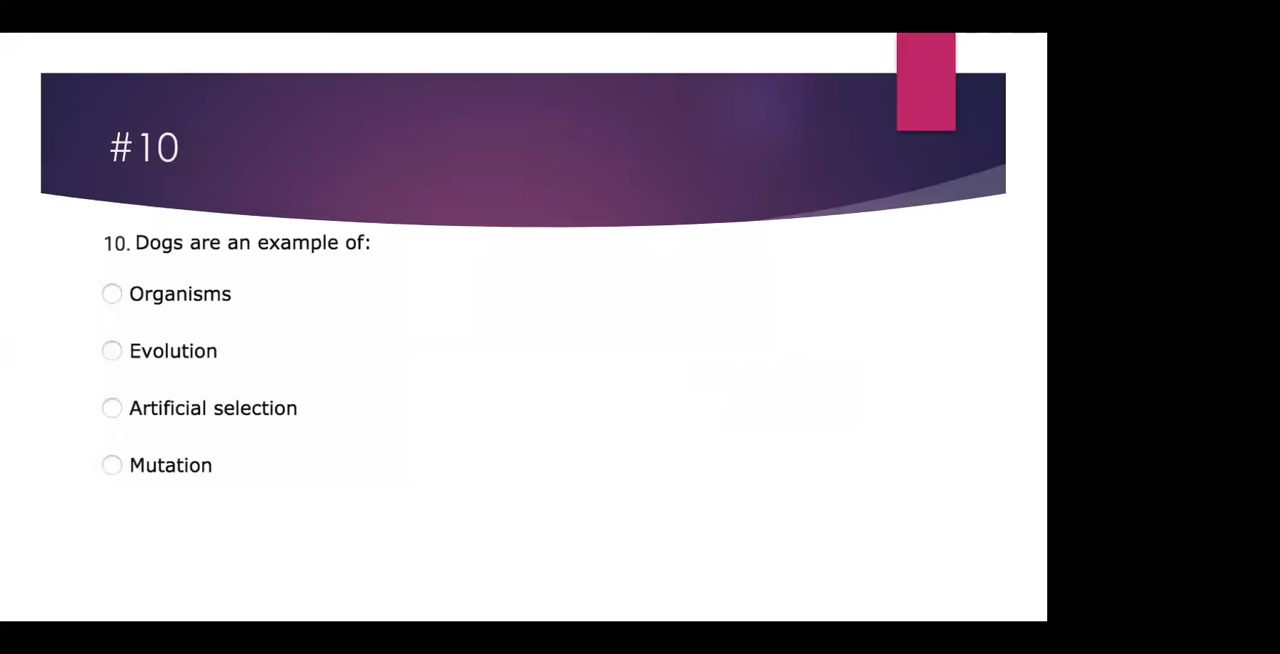 #10
10. Dogs are an example of:
Organisms
Evolution
Artificial selection
Mutation